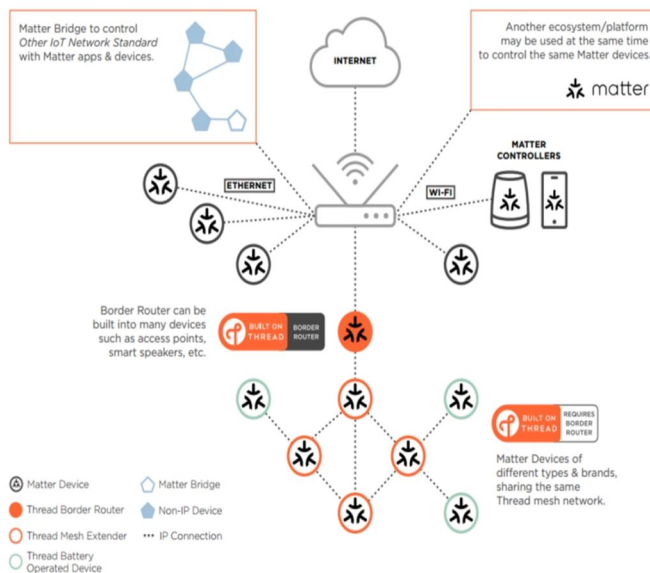 Matter Bridge to control
Other IoT Network Standard
with Matter apps & devices.
INTERNET
Another ecosystem/platform
may be used at the same time
to control the same Matter devices.
matter
MATTER
CONTROLLERS
ETHERNET
WI-FI
Border Router can be
built into many devices
such as access points,
smart speakers, etc.
BUILT ON
THREAD
BORDER
ROUTER
BUILT ON
THREAD
REQUIRES
BORDER
ROUTER
Matter Devices of
different types & brands,
sharing the same
Thread mesh network.
Matter Device
Thread Border Router
Thread Mesh Extender
Thread Battery
Operated Device
Matter Bridge
Non-IP Device
IP Connection